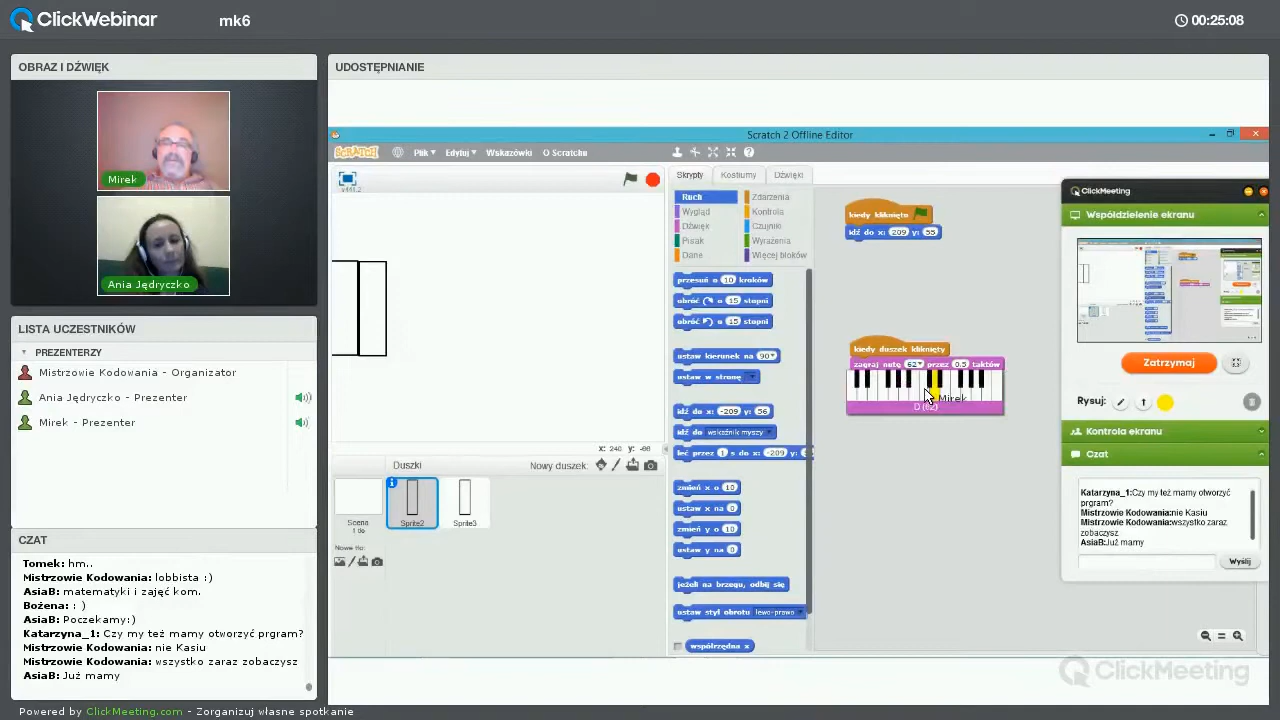 ClickWebinar
mk6
00:25:08
OBRAZ I DŹWIĘK
Mirek
Ania Jędryczko
LISTA UCZESTNIKÓW
PREZENTERZY
Mistrzowie Kodowania - Organizator
Ania Jędryczko - Prezenter
Mirek - Prezenter
CZAT
Tomek: hm..
Mistrzowie Kodowania: lobbista :)
AsiaB: matematyki i zajęć kom.
Bożena: : )
AsiaB: Poczekamy:)
Katarzyna_1: Czy my też mamy otworzyć prgram?
Mistrzowie Kodowania: nie Kasiu
Mistrzowie Kodowania: wszystko zaraz zobaczysz
AsiaB: Już mamy
Powered by ClickMeeting.com - Zorganizuj własne spotkanie
UDOSTĘPNIANIE
Scratch 2 Offline Editor
SCRATCH
Plik
Edytuj
Wskazówki
O Scratchu
x: 240 y: -66
Duszki
Nowy duszek:
Scena
1 tło
Sprite2
Sprite3
Nowe tło:
Skrypty
Kostiumy
Dźwięki
Ruch
Wygląd
Dźwięk
Pisak
Dane
Zdarzenia
Kontrola
Czujniki
Wyrażenia
Więcej bloków
przesuń o 10 kroków
obróć o 15 stopni
obróć o 15 stopni
ustaw kierunek na 90
ustaw w stronę
idź do x: -209 y: 56
idź do wskaźnik myszy
leć przez 1 s do x: -209 y:
zmień x o 10
ustaw x na 0
zmień y o 10
ustaw y na 0
jeżeli na brzegu, odbij się
ustaw styl obrotu lewo-prawo
współrzędna x
kiedy kliknięto
idź do x: 209 y: 55
kiedy duszek kliknięty
zagraj nutę 62 przez 0.5 taktów
Mirek
D (62)
ClickMeeting
Współdzielenie ekranu
Zatrzymaj
Rysuj:
Kontrola ekranu
Czat
Katarzyna_1:Czy my też mamy otworzyć
prgram?
Mistrzowie Kodowania:nie Kasiu
Mistrzowie Kodowania:wszystko zaraz
zobaczysz
AsiaB:Już mamy
Wyślij
ClickMeeting